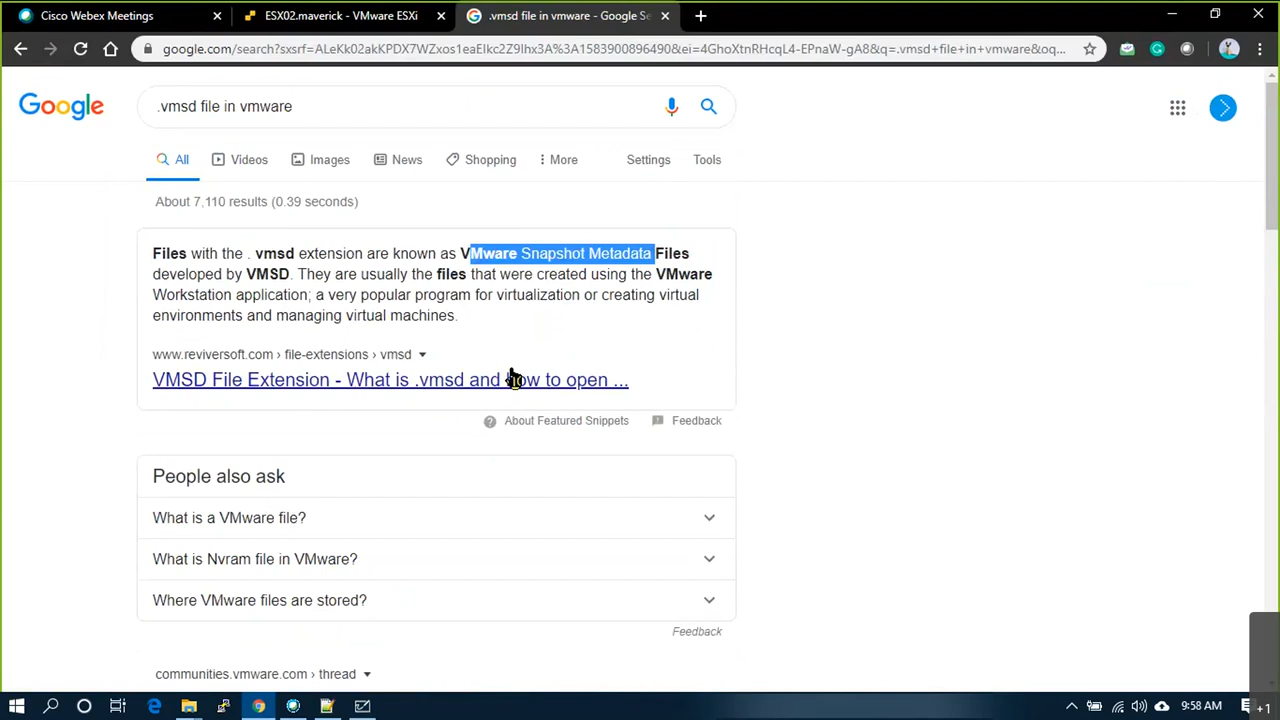 Cisco Webex Meetings
ESX02.maverick - VMware ESXi
.vmsd file in vmware - Google Se
google.com/search?sxsrf=ALeKk02akKPDX7WZxos1eaEIkc2Z9Ihx3A%3A1583900896490&ei=4GhoXtnRHcqL4-EPnaW-gA8&q=.vmsd+file+in+vmware&oq...
Google
.vmsd file in vmware
All Videos Images News Shopping More Settings Tools
About 7,110 results (0.39 seconds)
Files with the . vmsd extension are known as VMware Snapshot Metadata Files
developed by VMSD. They are usually the files that were created using the VMware
Workstation application; a very popular program for virtualization or creating virtual
environments and managing virtual machines.
www.reviversoft.com › file-extensions › vmsd
VMSD File Extension - What is .vmsd and how to open ...
About Featured Snippets Feedback
People also ask
What is a VMware file?
What is Nvram file in VMware?
Where VMware files are stored?
Feedback
communities.vmware.com › thread
9:58 AM
+1